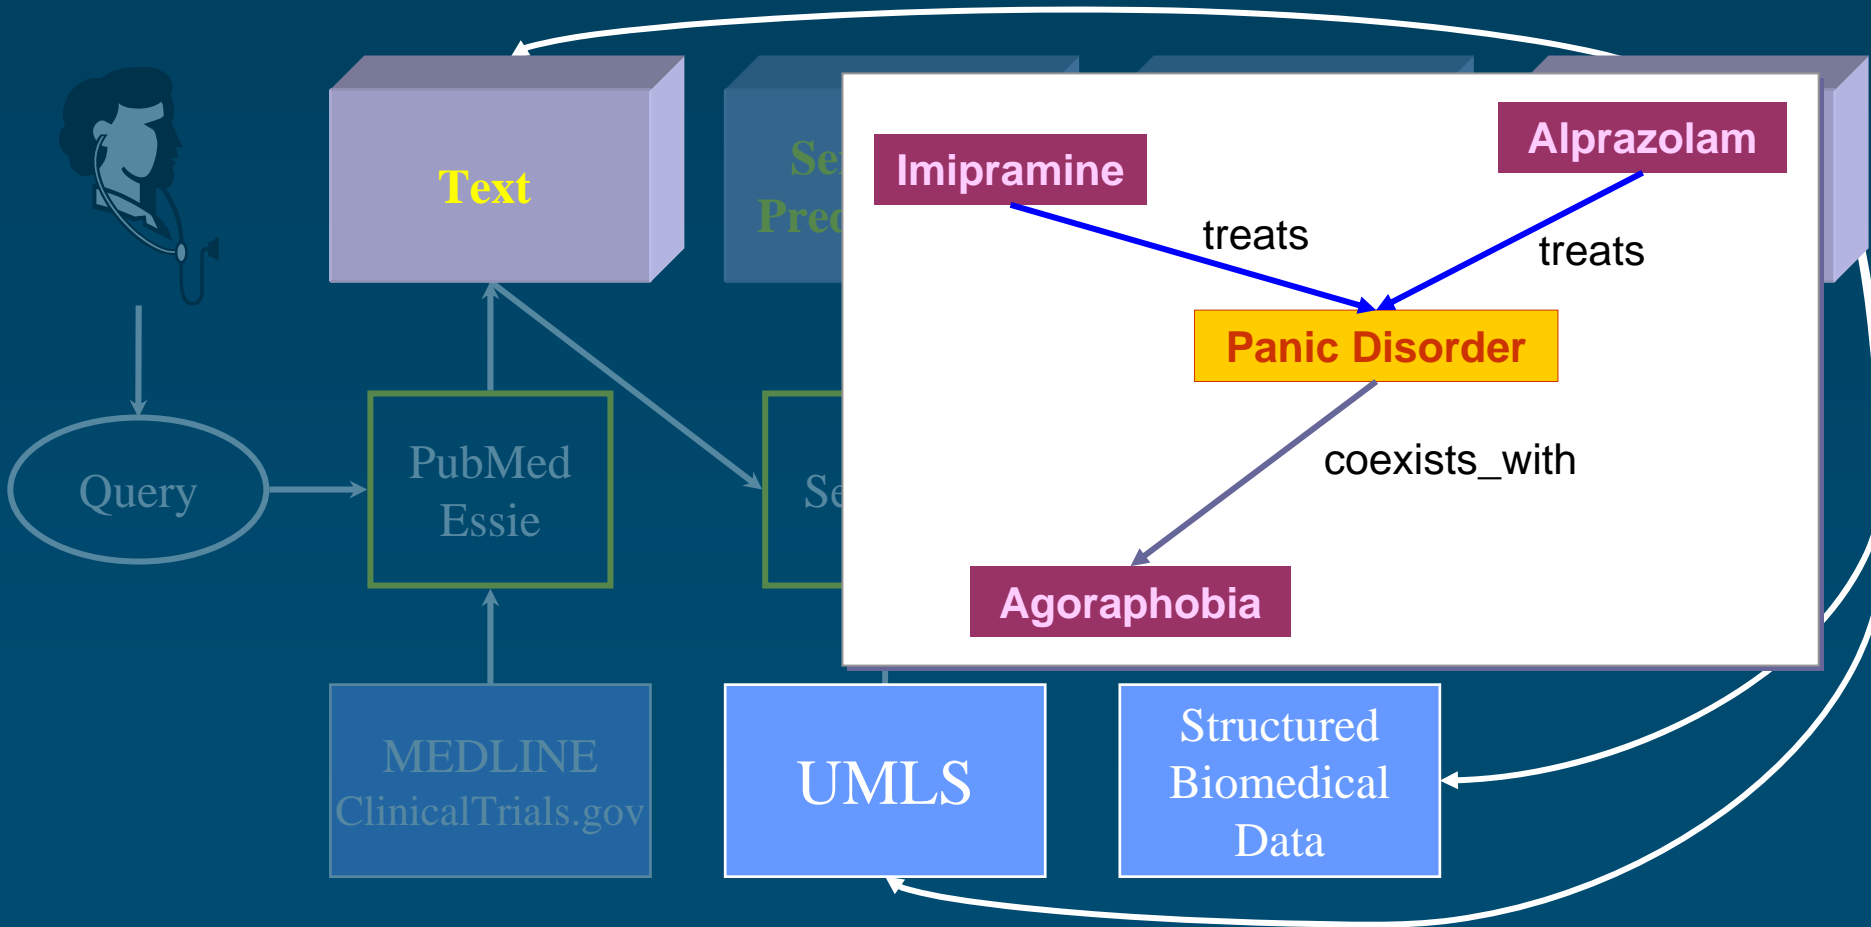 Text
Imipramine
Alprazolam
treats
treats
Panic Disorder
coexists_with
Agoraphobia
Query
PubMed
Essie
MEDLINE
ClinicalTrials.gov
UMLS
Structured
Biomedical
Data